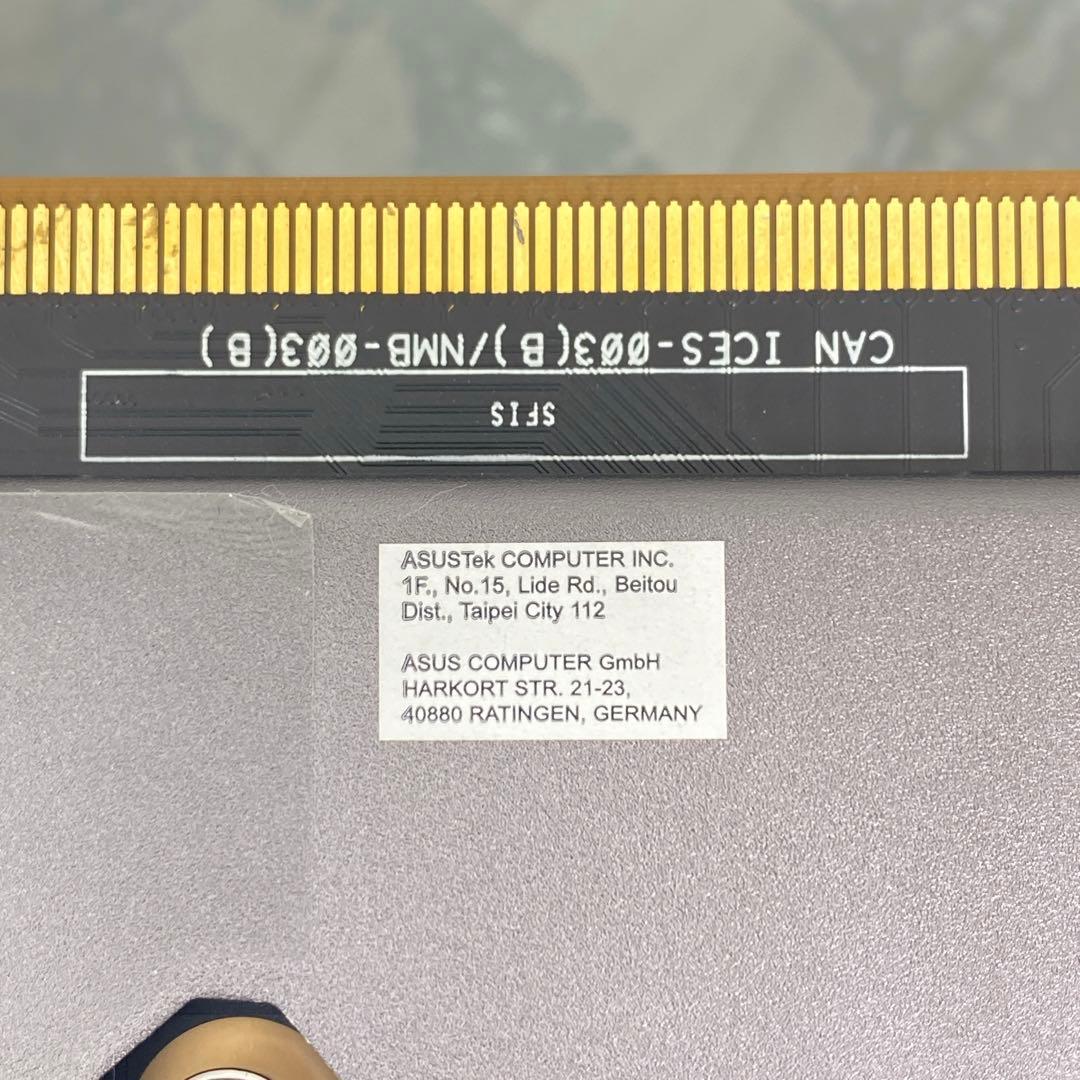 CAN ICES-003(B)/NMB-003(B)
SFIS
ASUSTek COMPUTER INC.
1F., No.15, Lide Rd., Beitou
Dist., Taipei City 112
ASUS COMPUTER GmbH
HARKORT STR. 21-23,
40880 RATINGEN, GERMANY